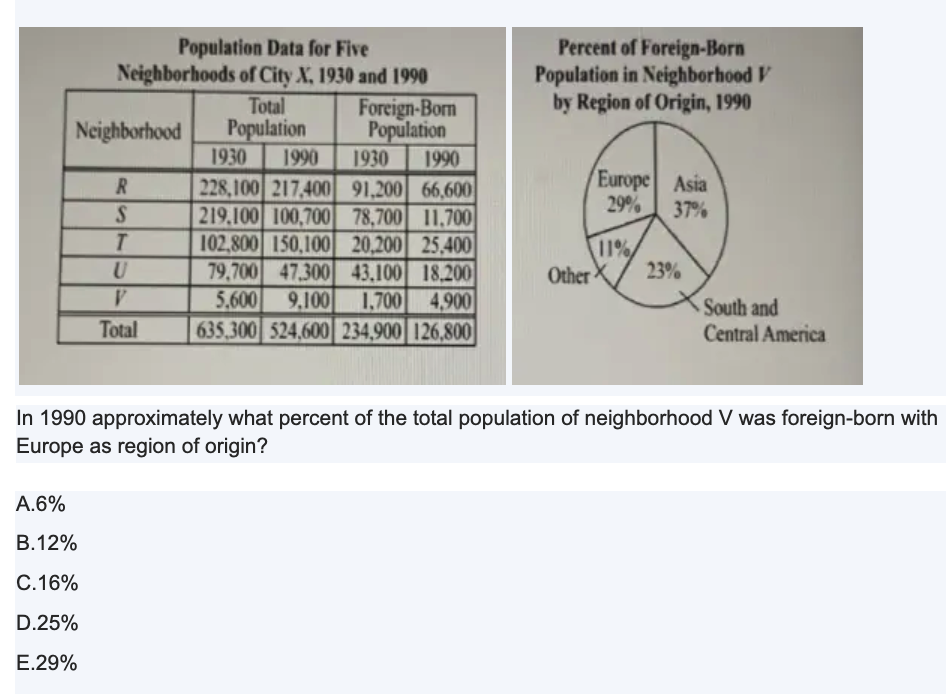 Population Data for Five
Neighborhoods of City X, 1930 and 1990
Neighborhood Total Population Foreign-Born Population
1930 1990 1930 1990
R 228,100 217,400 91,200 66,600
S 219,100 100,700 78,700 11,700
T 102,800 150,100 20,200 25,400
U 79,700 47,300 43,100 18,200
V 5,600 9,100 1,700 4,900
Total 635,300 524,600 234,900 126,800
Percent of Foreign-Born
Population in Neighborhood V
by Region of Origin, 1990
Europe
29%
Asia
37%
11%
Other
23%
South and
Central America
In 1990 approximately what percent of the total population of neighborhood V was foreign-born with
Europe as region of origin?
A.6%
B.12%
C.16%
D.25%
E.29%